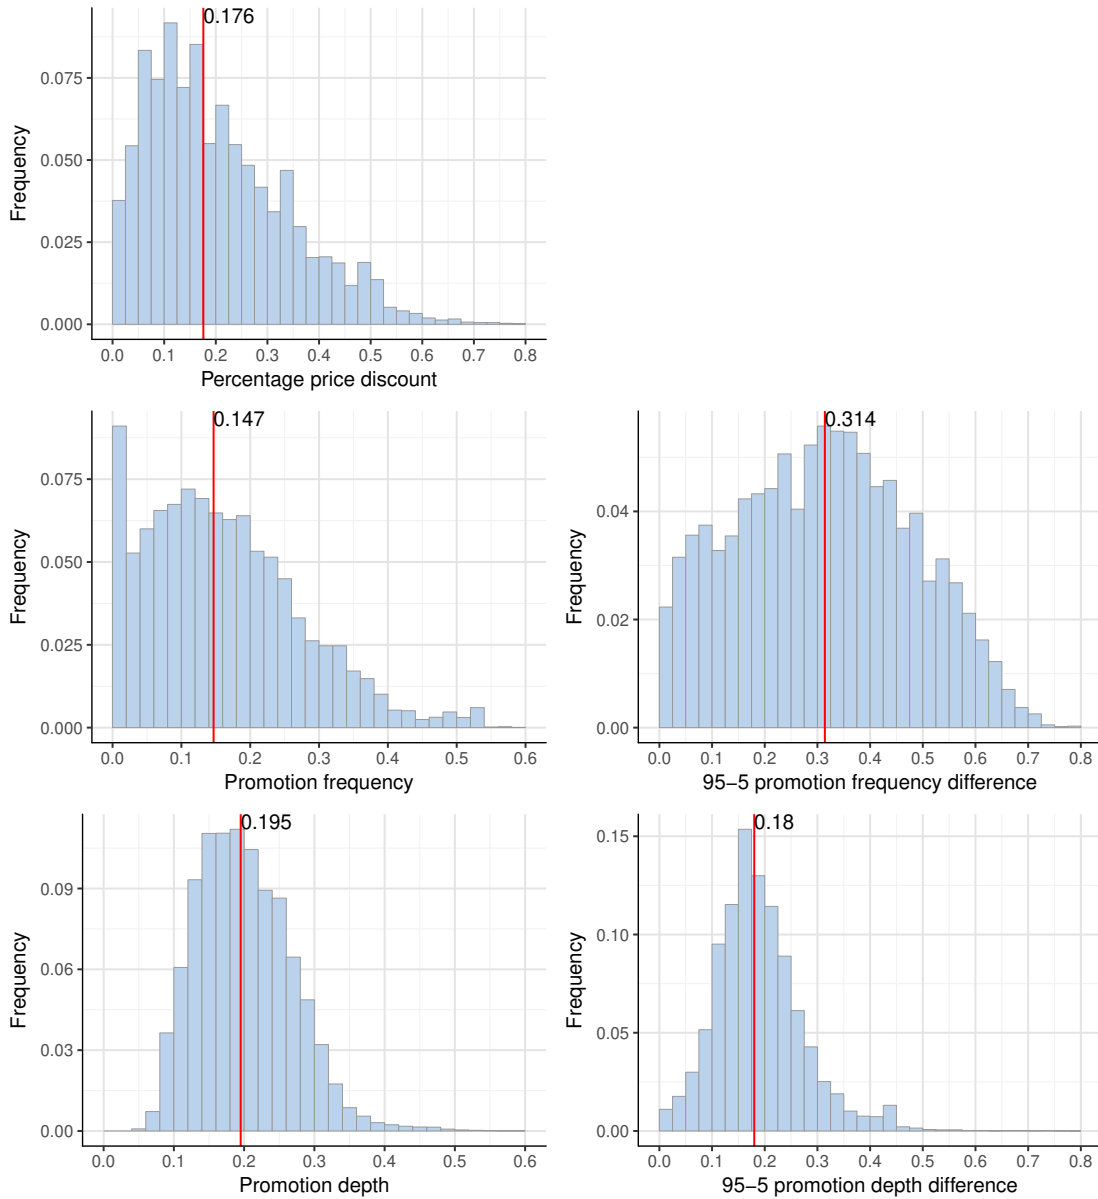 0.176
Frequency
0.075
0.050
0.025
0.000
0.0 0.1 0.2 0.3 0.4 0.5 0.6 0.7 0.8
Percentage price discount
0.147
Frequency
0.075
0.050
0.025
0.000
0.0 0.1 0.2 0.3 0.4 0.5 0.6
Promotion frequency
0.314
Frequency
0.04
0.02
0.00
0.0 0.1 0.2 0.3 0.4 0.5 0.6 0.7 0.8
95−5 promotion frequency difference
0.195
Frequency
0.09
0.06
0.03
0.00
0.0 0.1 0.2 0.3 0.4 0.5 0.6
Promotion depth
0.18
Frequency
0.15
0.10
0.05
0.00
0.0 0.1 0.2 0.3 0.4 0.5 0.6 0.7 0.8
95−5 promotion depth difference